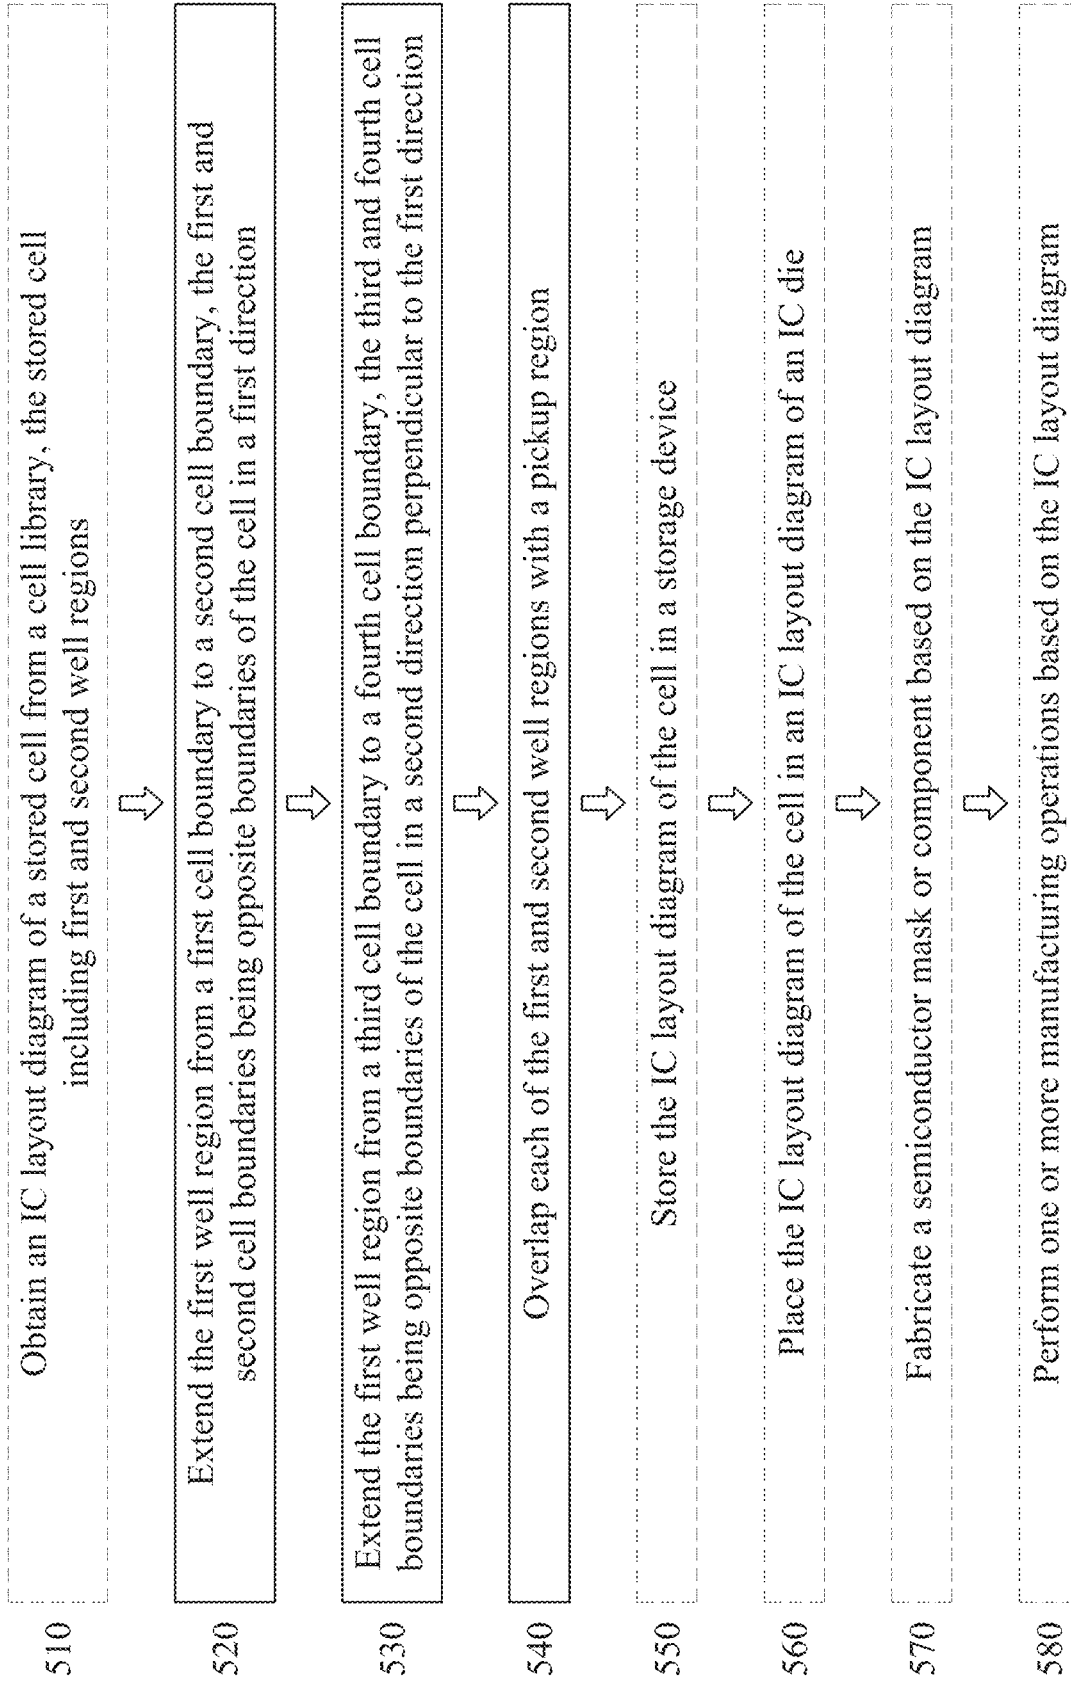 510
Obtain an IC layout diagram of a stored cell from a cell library, the stored cell
including first and second well regions
520
Extend the first well region from a first cell boundary to a second cell boundary, the first and
second cell boundaries being opposite boundaries of the cell in a first direction
530
Extend the first well region from a third cell boundary to a fourth cell boundary, the third and fourth cell
boundaries being opposite boundaries of the cell in a second direction perpendicular to the first direction
540
Overlap each of the first and second well regions with a pickup region
550
Store the IC layout diagram of the cell in a storage device
560
Place the IC layout diagram of the cell in an IC layout diagram of an IC die
570
Fabricate a semiconductor mask or component based on the IC layout diagram
580
Perform one or more manufacturing operations based on the IC layout diagram